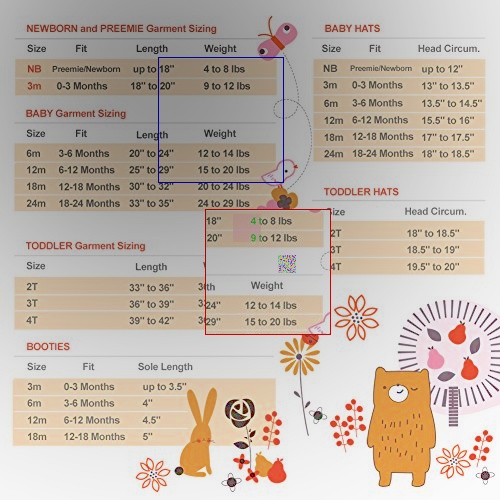 NEWBORN and PREEMIE Garment Sizing
Size Fit Length Weight
NB Preemie/Newborn up to 18" 4 to 8 lbs
3m 0-3 Months 18" to 20" 9 to 12 lbs
BABY Garment Sizing
Size Fit Length Weight
6m 3-6 Months 20" to 24" 12 to 14 lbs
12m 6-12 Months 25" to 29" 15 to 20 lbs
18m 12-18 Months 30" to 32" 20 to 24 lbs
24m 18-24 Months 33" to 35" 24 to 29 lbs
18" 4 to 8 lbs
20" 9 to 12 lbs
Weight
24" 12 to 14 lbs
29" 15 to 20 lbs
TODDLER Garment Sizing
Size Length
2T 33" to 36"
3T 36" to 39"
4T 39" to 42"
BOOTIES
Size Fit Sole Length
3m 0-3 Months up to 3.5"
6m 3-6 Months 4"
12m 6-12 Months 4.5"
18m 12-18 Months 5"
BABY HATS
Size Fit Head Circum.
NB Preemie/Newborn up to 12"
3m 0-3 Months 13" to 13.5"
6m 3-6 Months 13.5" to 14.5"
12m 6-12 Months 15.5" to 16"
18m 12-18 Months 17" to 17.5"
24m 18-24 Months 18" to 18.5"
TODDLER HATS
Size Head Circum.
2T 18" to 18.5"
3T 18.5" to 19"
4T 19.5" to 20"